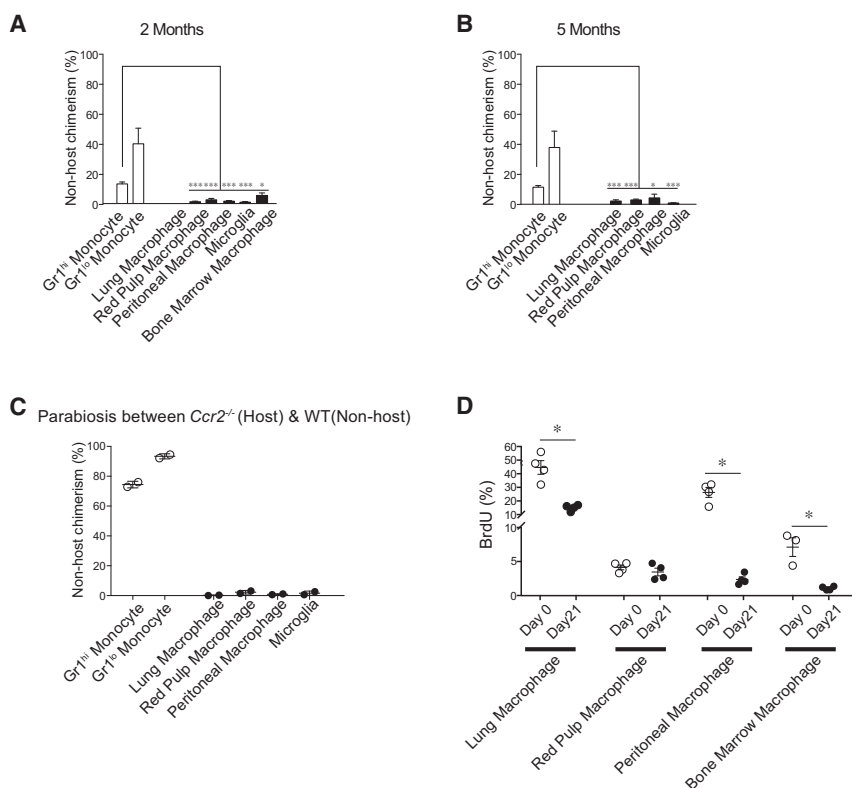 A
2 Months
Non-host chimerism (%)
100
80
60
40
20
0
*** *** *** *** *
Gr1hi Monocyte
Gr1lo Monocyte
Lung Macrophage
Red Pulp Macrophage
Peritoneal Macrophage
Microglia
Bone Marrow Macrophage
B
5 Months
Non-host chimerism (%)
100
80
60
40
20
0
*** *** * ***
Gr1hi Monocyte
Gr1lo Monocyte
Lung Macrophage
Red Pulp Macrophage
Peritoneal Macrophage
Microglia
C
Parabiosis between Ccr2-/- (Host) & WT(Non-host)
Non-host chimerism (%)
100
80
60
40
20
0
Gr1hi Monocyte
Gr1lo Monocyte
Lung Macrophage
Red Pulp Macrophage
Peritoneal Macrophage
Microglia
D
BrdU (%)
60
50
40
30
20
10
10
5
0
*
*
*
Day 0
Day21
Day 0
Day21
Day 0
Day21
Day 0
Day21
Lung Macrophage
Red Pulp Macrophage
Peritoneal Macrophage
Bone Marrow Macrophage